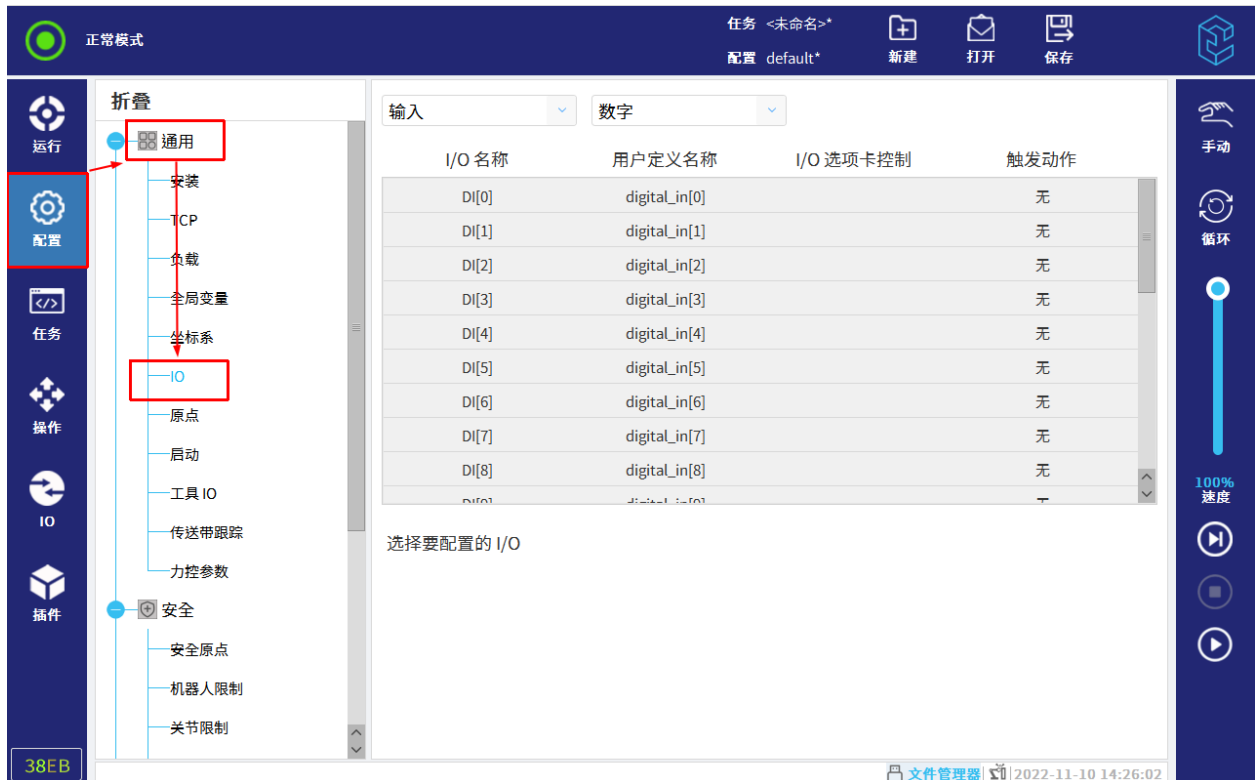 正常模式
任务 <未命名>*
配置 default*
新建
打开
保存
运行
配置
任务
操作
IO
插件
38EB
折叠
通用
安装
TCP
负载
全局变量
坐标系
IO
原点
启动
工具 IO
传送带跟踪
力控参数
安全
安全原点
机器人限制
关节限制
输入 数字
I/O 名称 用户定义名称 I/O 选项卡控制 触发动作
DI[0] digital_in[0] 无
DI[1] digital_in[1] 无
DI[2] digital_in[2] 无
DI[3] digital_in[3] 无
DI[4] digital_in[4] 无
DI[5] digital_in[5] 无
DI[6] digital_in[6] 无
DI[7] digital_in[7] 无
DI[8] digital_in[8] 无
DI[9] digital_in[9] 无
选择要配置的 I/O
手动
循环
100%
速度
文件管理器 2022-11-10 14:26:02